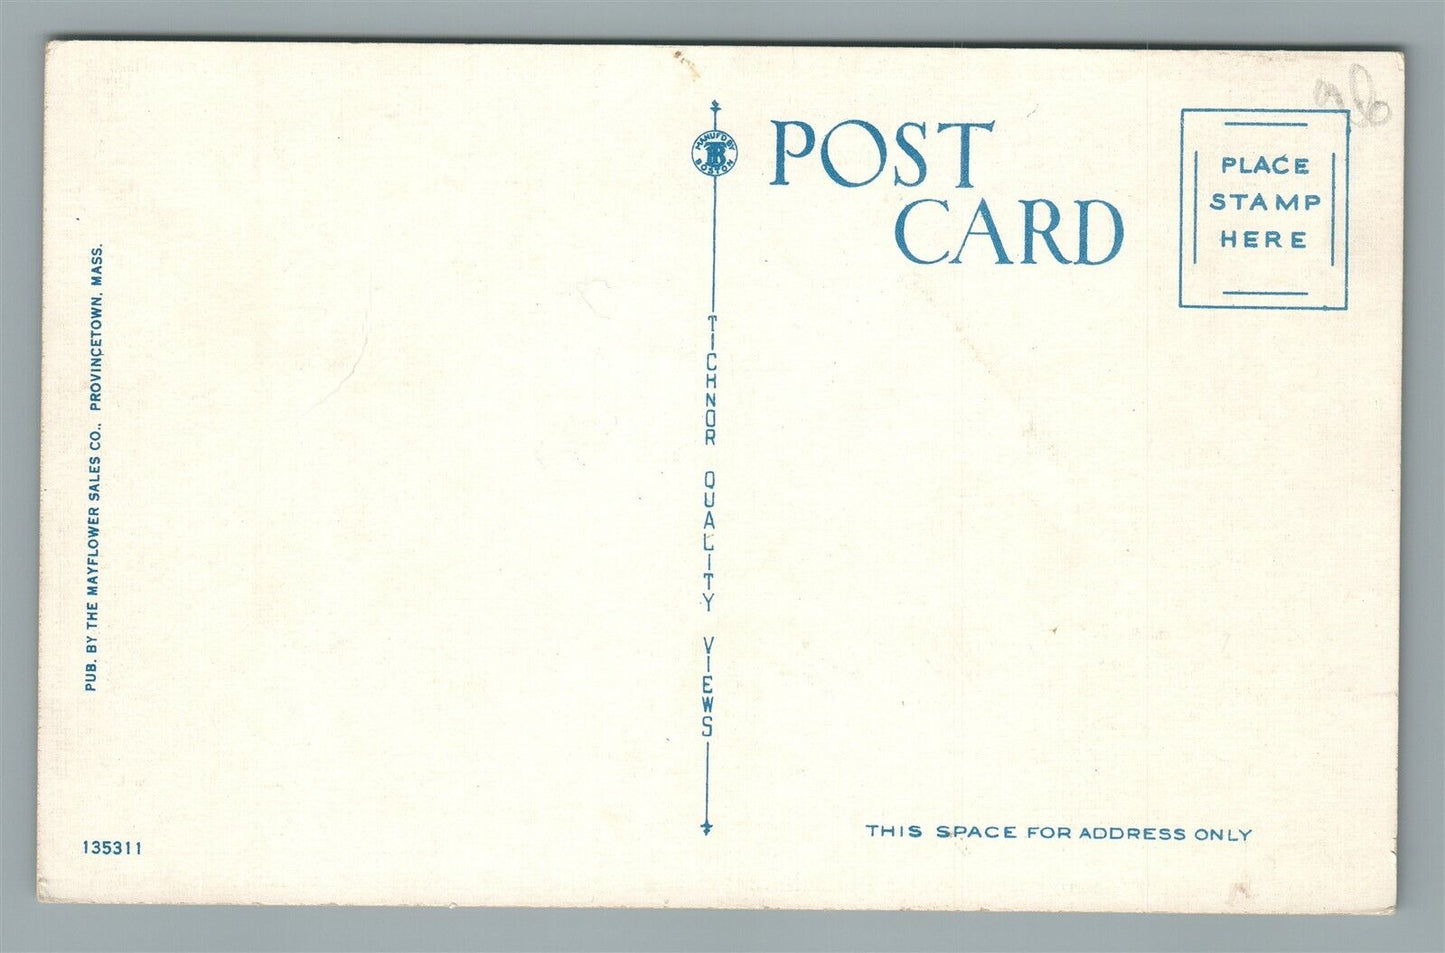 POST
CARD
PLACE
STAMP
HERE
MANUF'D BY
TB
BOSTON
TICHNOR QUALITY VIEWS
PUB. BY THE MAYFLOWER SALES CO., PROVINCETOWN, MASS.
135311
THIS SPACE FOR ADDRESS ONLY